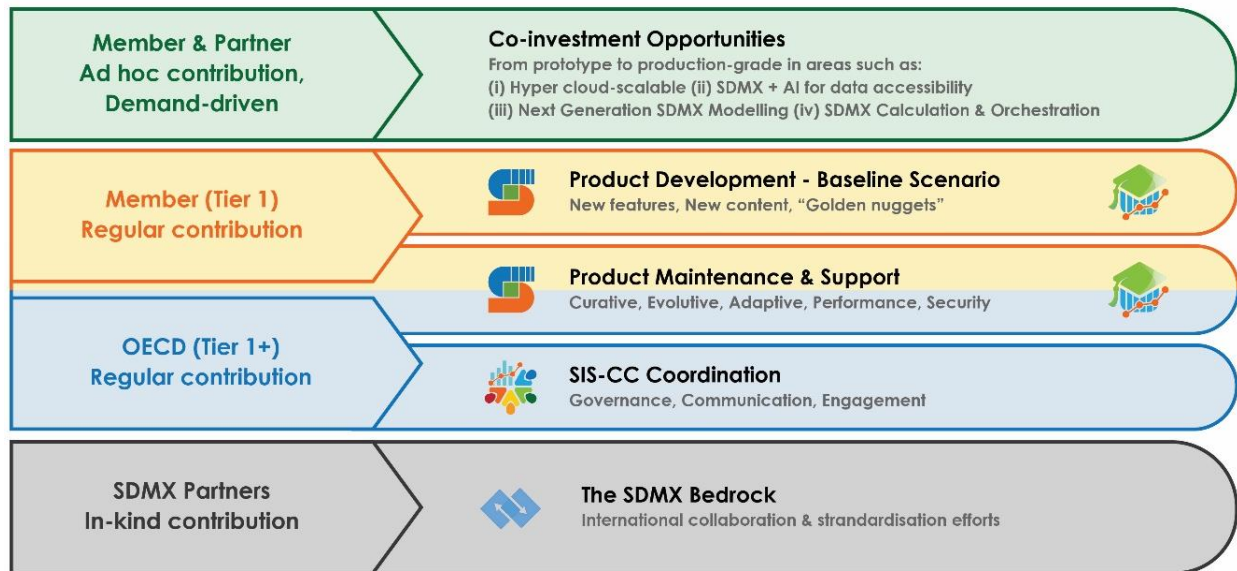 Member & Partner
Ad hoc contribution,
Demand-driven
Co-investment Opportunities
From prototype to production-grade in areas such as:
(i) Hyper cloud-scalable (ii) SDMX + AI for data accessibility
(iii) Next Generation SDMX Modelling (iv) SDMX Calculation & Orchestration
Member (Tier 1)
Regular contribution
Product Development - Baseline Scenario
New features, New content, “Golden nuggets”
Product Maintenance & Support
Curative, Evolutive, Adaptive, Performance, Security
OECD (Tier 1+)
Regular contribution
SIS-CC Coordination
Governance, Communication, Engagement
SDMX Partners
In-kind contribution
The SDMX Bedrock
International collaboration & strandardisation efforts